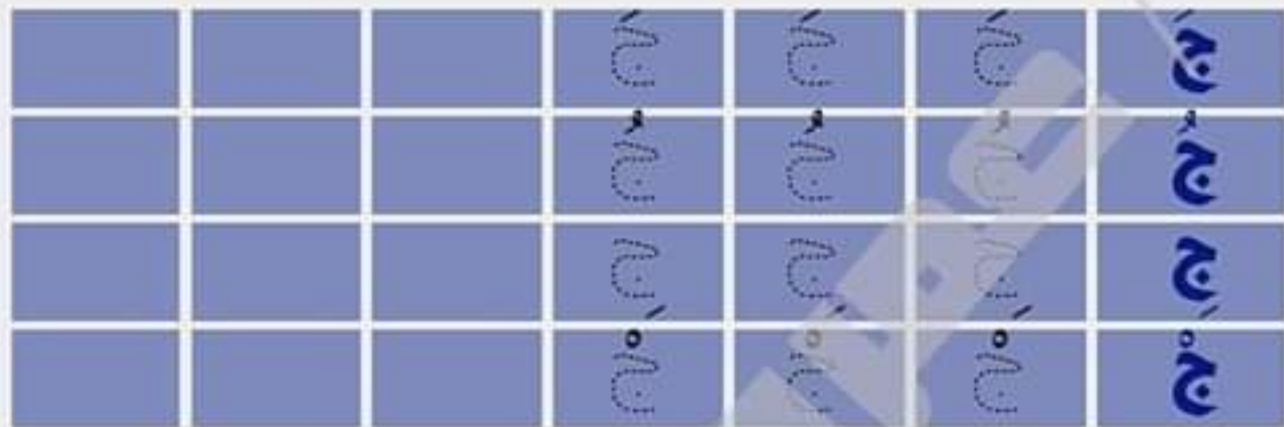 جَ جَ جَ جَ
جُ جُ جُ جُ
جِ جِ جِ جِ
جْ جْ جْ جْ